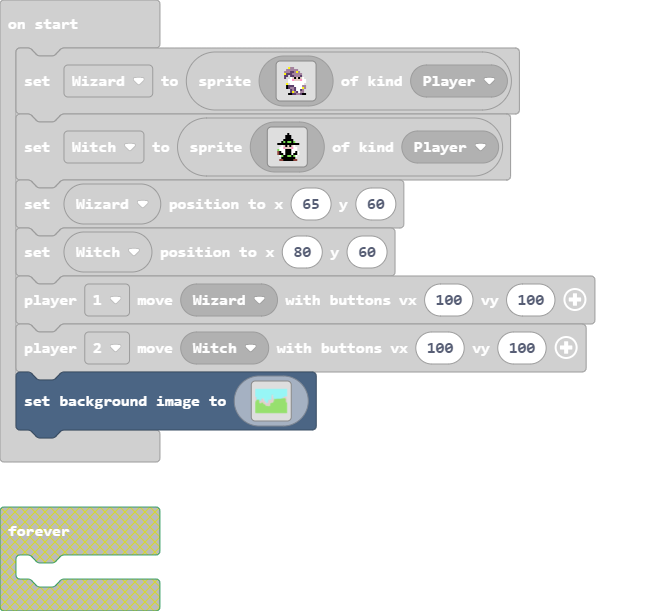 on start
set Wizard to sprite of kind Player
set Witch to sprite of kind Player
set Wizard position to x 65 y 60
set Witch position to x 80 y 60
player 1 move Wizard with buttons vx 100 vy 100
player 2 move Witch with buttons vx 100 vy 100
set background image to
forever